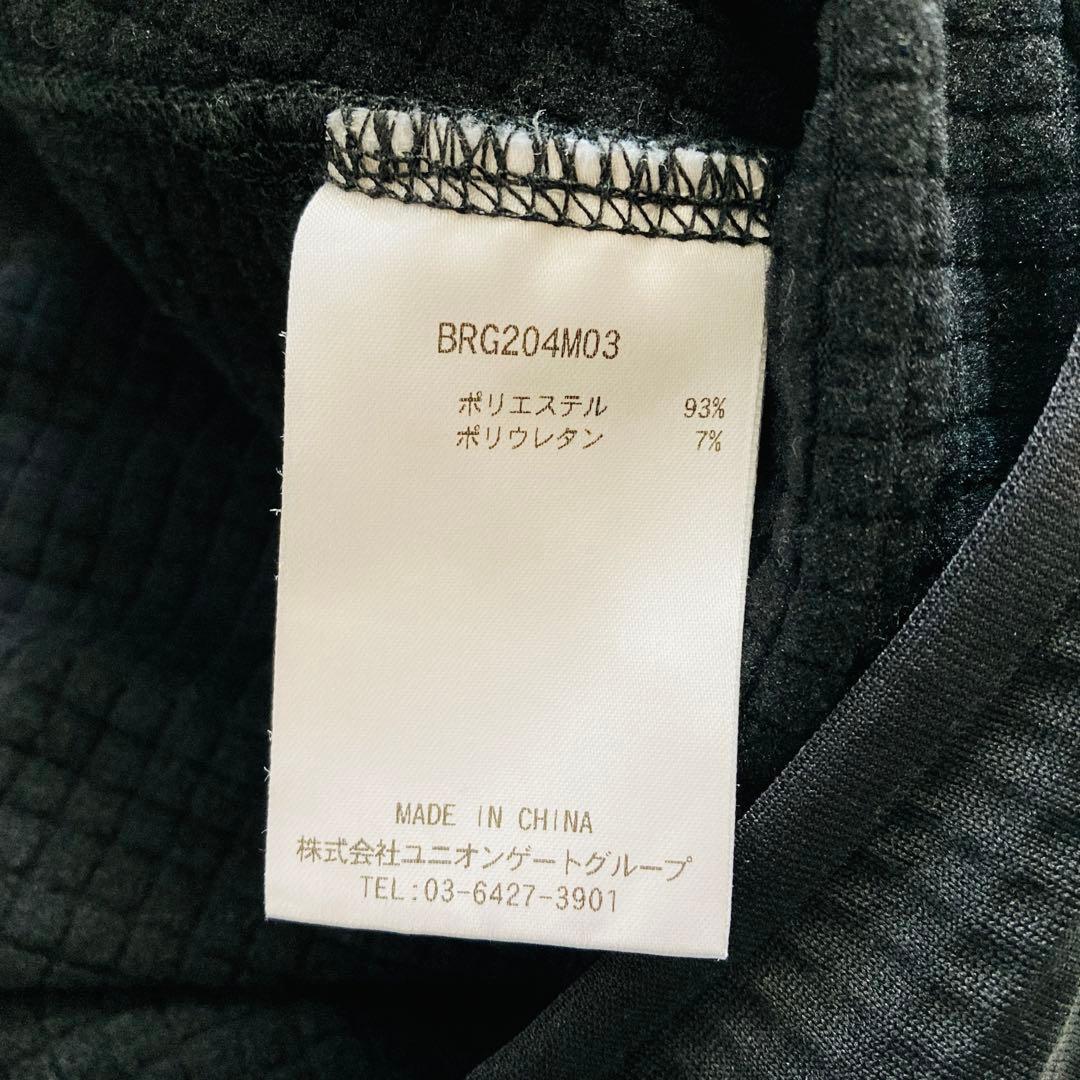 BRG204M03
ポリエステル 93%
ポリウレタン 7%
MADE IN CHINA
株式会社ユニオンゲートグループ
TEL:03-6427-3901